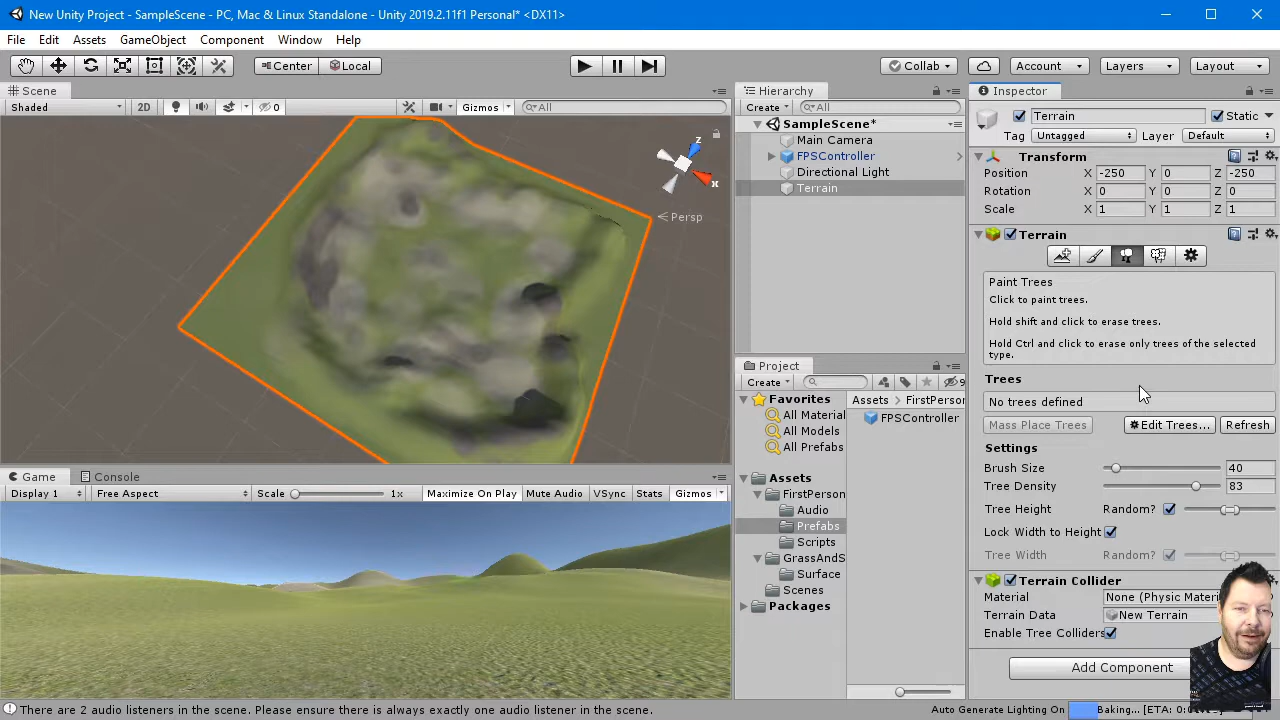 New Unity Project - SampleScene - PC, Mac & Linux Standalone - Unity 2019.2.11f1 Personal* <DX11>
File Edit Assets GameObject Component Window Help
Center Local Collab Account Layers Layout
Scene
Shaded 2D 0 Gizmos All
z
x
Persp
Game Console
Display 1 Free Aspect Scale 1x Maximize On Play Mute Audio VSync Stats Gizmos
Hierarchy
Create All
SampleScene*
Main Camera
FPSController
Directional Light
Terrain
Project
Create 9
Favorites
All Material
All Models
All Prefabs
Assets
FirstPerson
Audio
Prefabs
Scripts
GrassAndS
Surface
Scenes
Packages
Assets FirstPerson
FPSController
Inspector
Terrain Static
Tag Untagged Layer Default
Transform
Position X -250 Y 0 Z -250
Rotation X 0 Y 0 Z 0
Scale X 1 Y 1 Z 1
Terrain
Paint Trees
Click to paint trees.
Hold shift and click to erase trees.
Hold Ctrl and click to erase only trees of the selected
type.
Trees
No trees defined
Mass Place Trees Edit Trees... Refresh
Settings
Brush Size 40
Tree Density 83
Tree Height Random?
Lock Width to Height
Tree Width Random?
Terrain Collider
Material None (Physic Materi
Terrain Data New Terrain
Enable Tree Colliders
Add Component
There are 2 audio listeners in the scene. Please ensure there is always exactly one audio listener in the scene.
Auto Generate Lighting On Baking... [ETA: